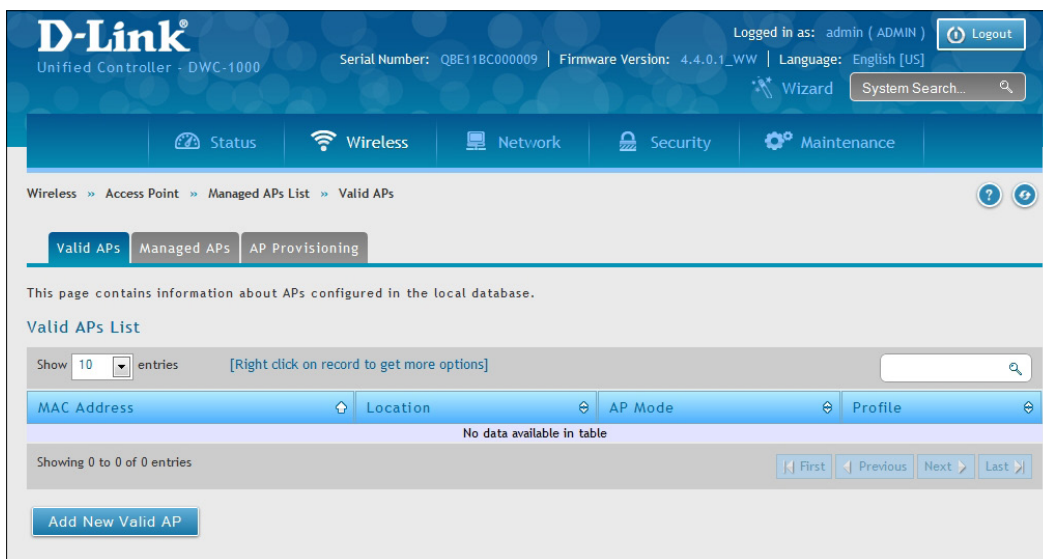 D-Link®
Unified Controller - DWC-1000
Logged in as: admin ( ADMIN )
Logout
Serial Number: QBE11BC000009 | Firmware Version: 4.4.0.1_WW | Language: English [US]
Wizard
System Search...
Status
Wireless
Network
Security
Maintenance
Wireless » Access Point » Managed APs List » Valid APs
?
Valid APs
Managed APs
AP Provisioning
This page contains information about APs configured in the local database.
Valid APs List
Show 10 entries
[Right click on record to get more options]
MAC Address
Location
AP Mode
Profile
No data available in table
Showing 0 to 0 of 0 entries
First
Previous
Next
Last
Add New Valid AP